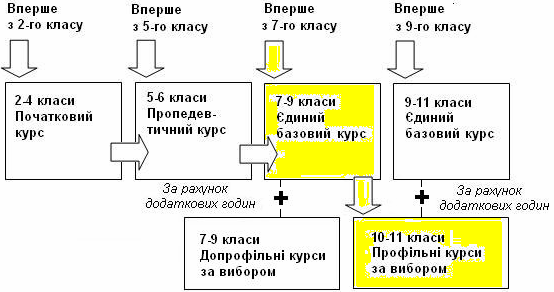 Вперше
з 2-го класу
Вперше
з 5-го класу
Вперше
з 7-го класу
Вперше
з 9-го класу
2-4 класи
Початковий
курс
5-6 класи
Пропедев-
тичний курс
7-9 класи
Єдиний
базовий курс
9-11 класи
Єдиний
базовий курс
За рахунок
додаткових годин
+
+
За рахунок
додаткових годин
7-9 класи
Допрофільні курси
за вибором
10-11 класи
Профільні курси
за вибором